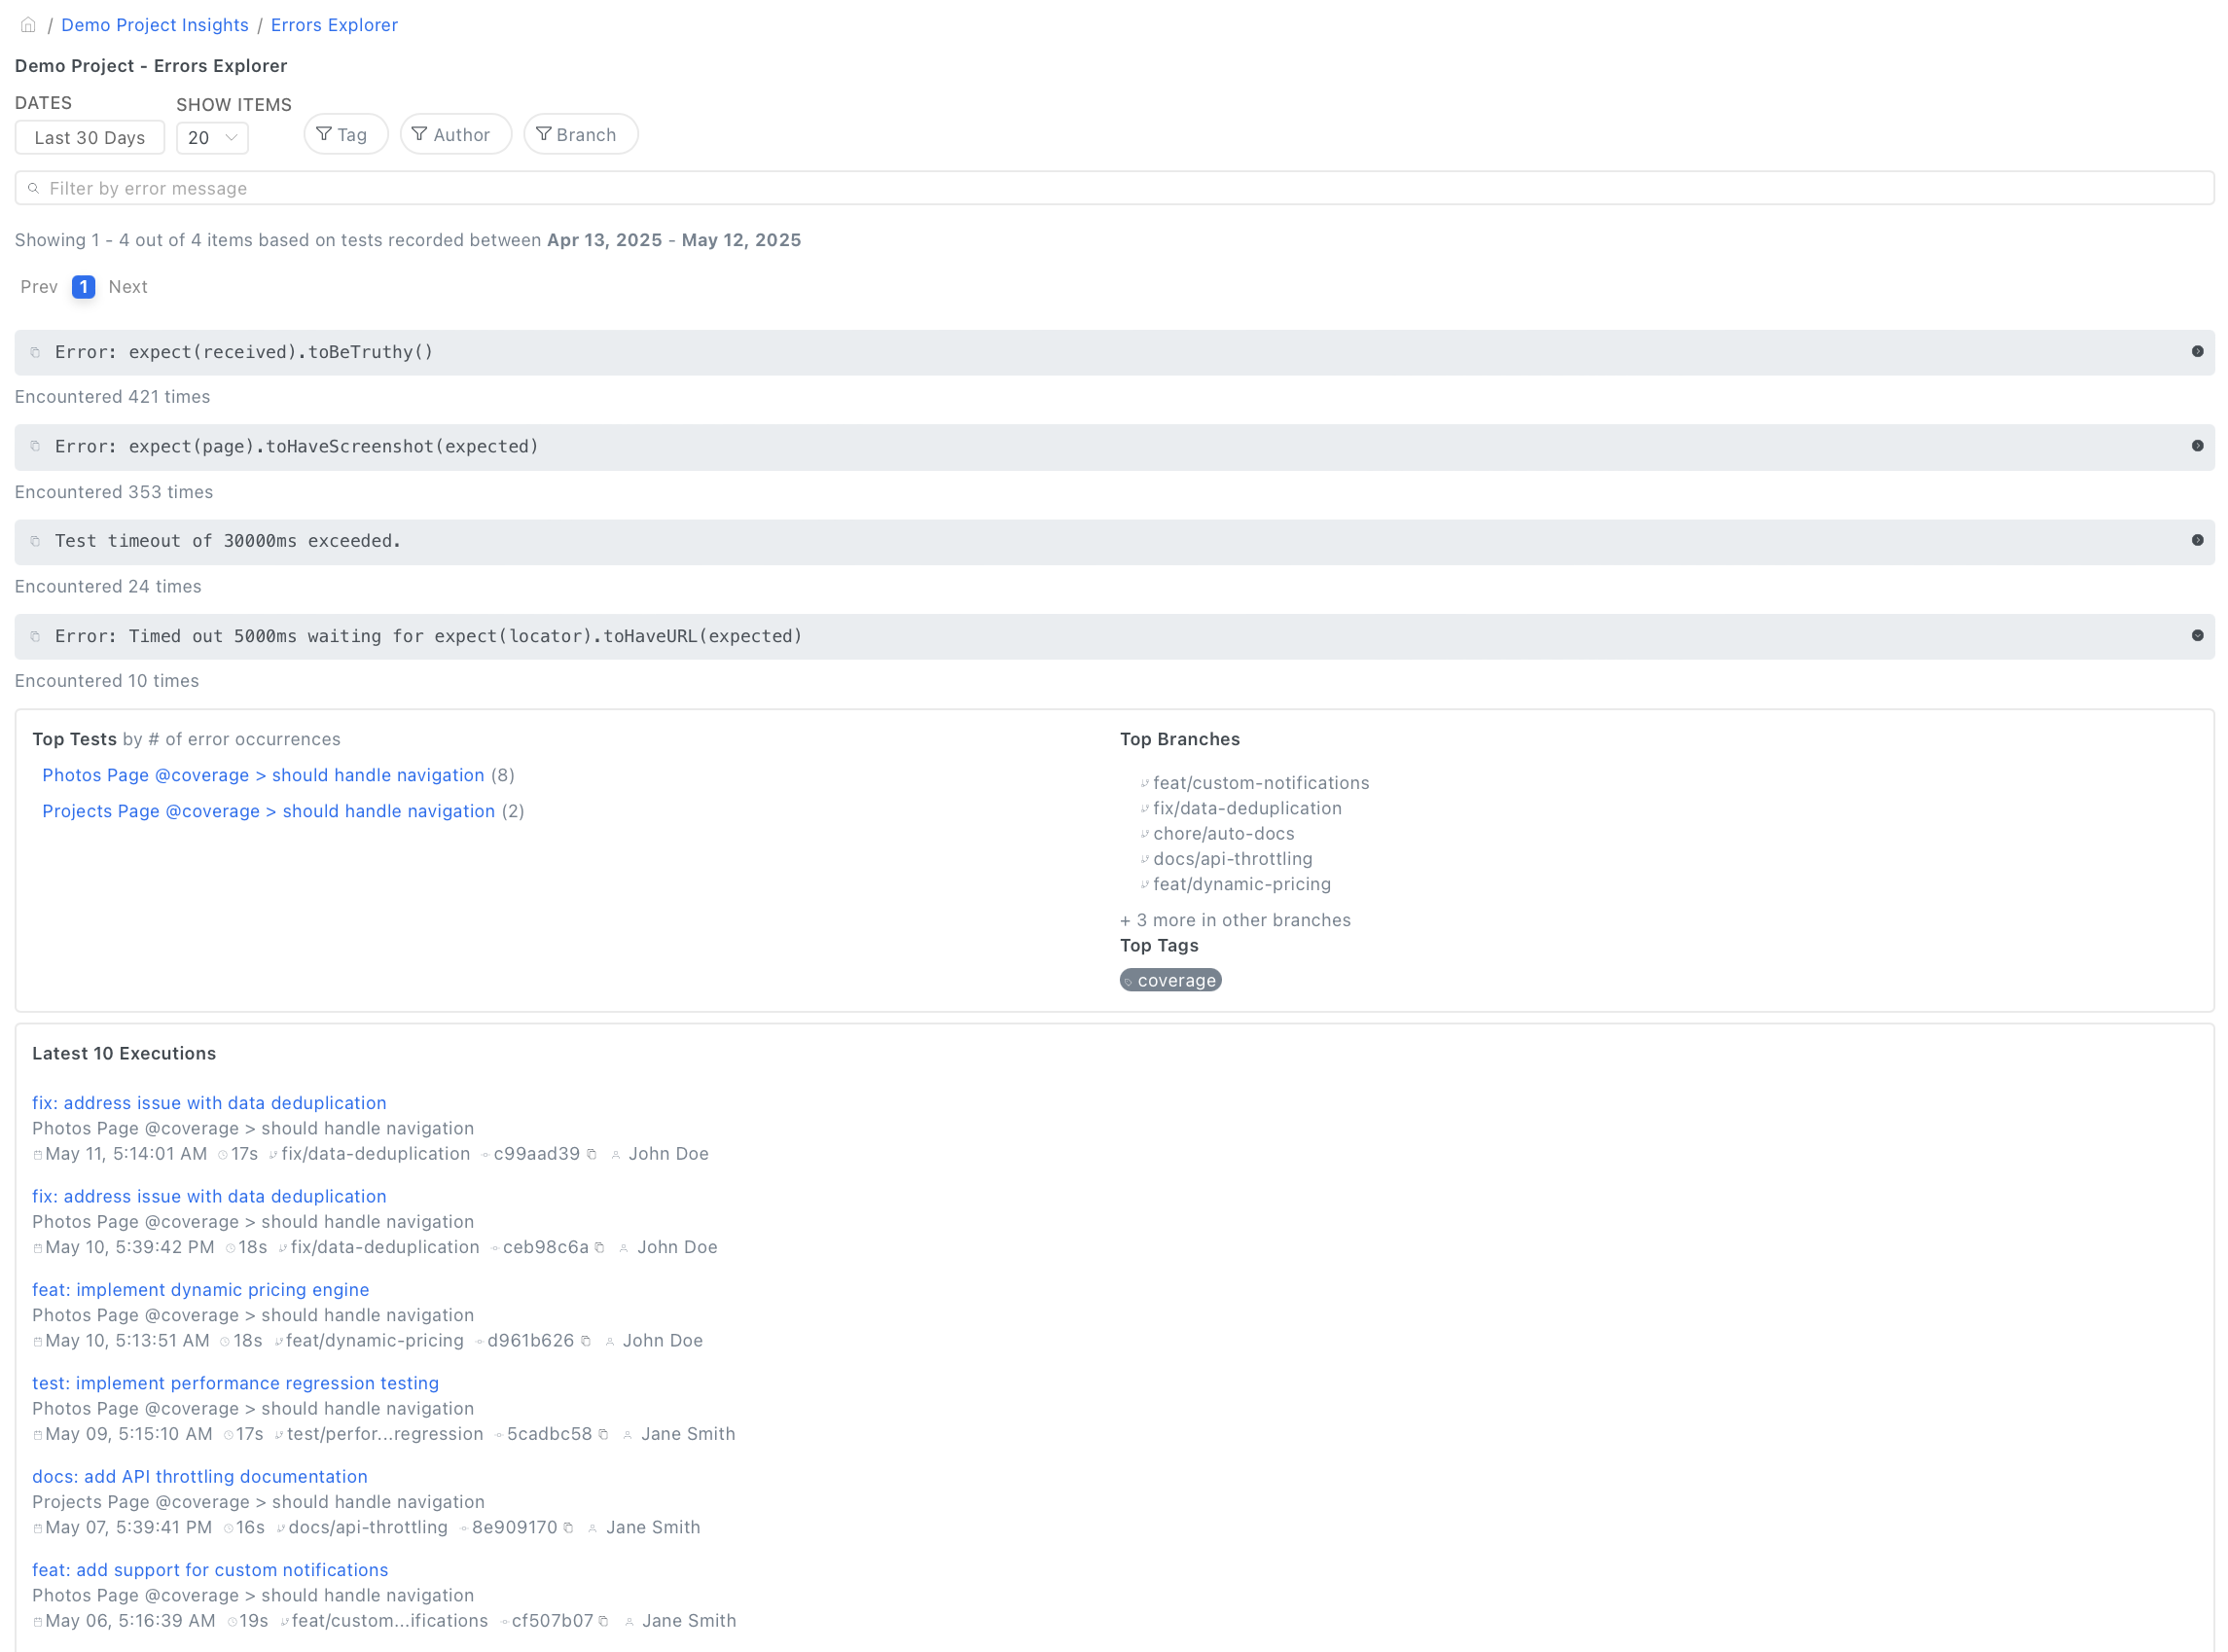 / Demo Project Insights / Errors Explorer
Demo Project - Errors Explorer
DATES
SHOW ITEMS
Last 30 Days
20
Tag
Author
Branch
Filter by error message
Showing 1 - 4 out of 4 items based on tests recorded between Apr 13, 2025 - May 12, 2025
Prev 1 Next
Error: expect(received).toBeTruthy()
Encountered 421 times
Error: expect(page).toHaveScreenshot(expected)
Encountered 353 times
Test timeout of 30000ms exceeded.
Encountered 24 times
Error: Timed out 5000ms waiting for expect(locator).toHaveURL(expected)
Encountered 10 times
Top Tests by # of error occurrences
Photos Page @coverage > should handle navigation (8)
Projects Page @coverage > should handle navigation (2)
Top Branches
feat/custom-notifications
fix/data-deduplication
chore/auto-docs
docs/api-throttling
feat/dynamic-pricing
+ 3 more in other branches
Top Tags
coverage
Latest 10 Executions
fix: address issue with data deduplication
Photos Page @coverage > should handle navigation
May 11, 5:14:01 AM 17s fix/data-deduplication c99aad39 John Doe
fix: address issue with data deduplication
Photos Page @coverage > should handle navigation
May 10, 5:39:42 PM 18s fix/data-deduplication ceb98c6a John Doe
feat: implement dynamic pricing engine
Photos Page @coverage > should handle navigation
May 10, 5:13:51 AM 18s feat/dynamic-pricing d961b626 John Doe
test: implement performance regression testing
Photos Page @coverage > should handle navigation
May 09, 5:15:10 AM 17s test/perfor...regression 5cadbc58 Jane Smith
docs: add API throttling documentation
Projects Page @coverage > should handle navigation
May 07, 5:39:41 PM 16s docs/api-throttling 8e909170 Jane Smith
feat: add support for custom notifications
Photos Page @coverage > should handle navigation
May 06, 5:16:39 AM 19s feat/custom...ifications cf507b07 Jane Smith